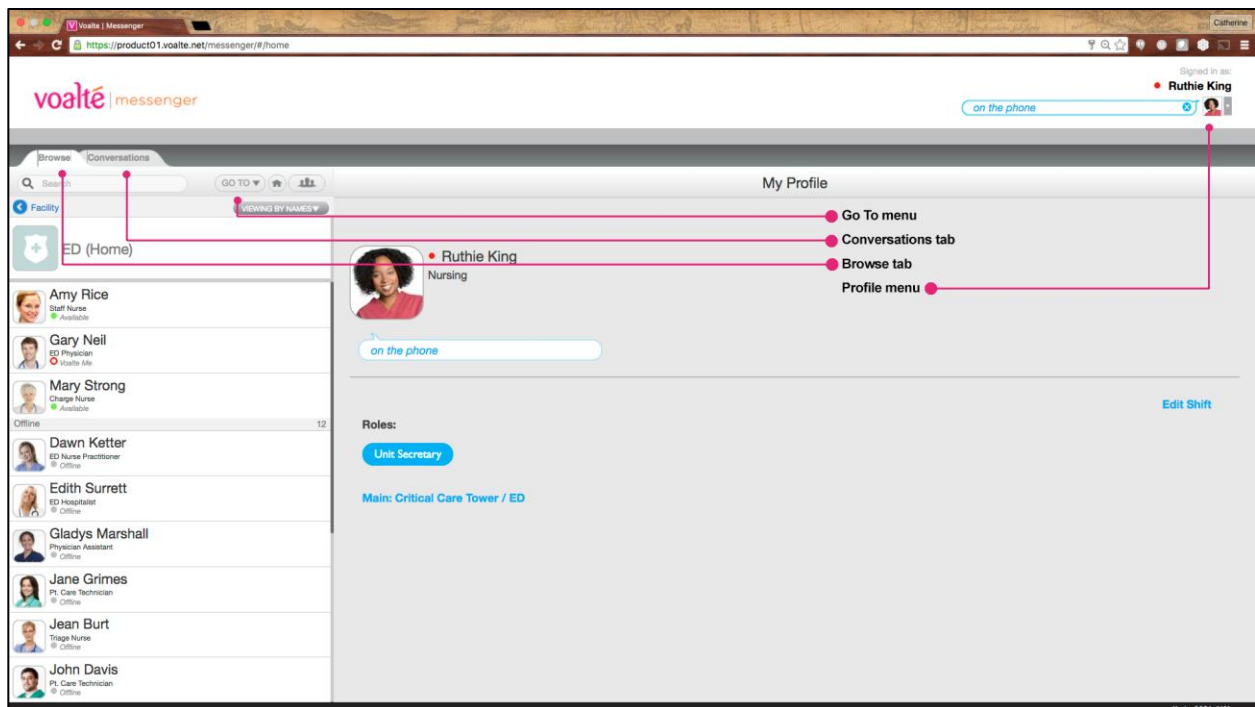 Voalte | Messenger
Catherine
https://product01.voalte.net/messenger/#/home
voalté | messenger
Signed in as:
Ruthie King
on the phone
Browse Conversations
Search GO TO
Facility VIEWING BY NAMES
ED (Home)
Amy Rice
Staff Nurse
Available
Gary Neil
ED Physician
Voalte Me
Mary Strong
Charge Nurse
Available
Offline 12
Dawn Ketter
ED Nurse Practitioner
Offline
Edith Surrett
ED Hospitalist
Offline
Gladys Marshall
Physician Assistant
Offline
Jane Grimes
Pt. Care Technician
Offline
Jean Burt
Triage Nurse
Offline
John Davis
Pt. Care Technician
Offline
My Profile
Go To menu
Conversations tab
Browse tab
Profile menu
Ruthie King
Nursing
on the phone
Edit Shift
Roles:
Unit Secretary
Main: Critical Care Tower / ED